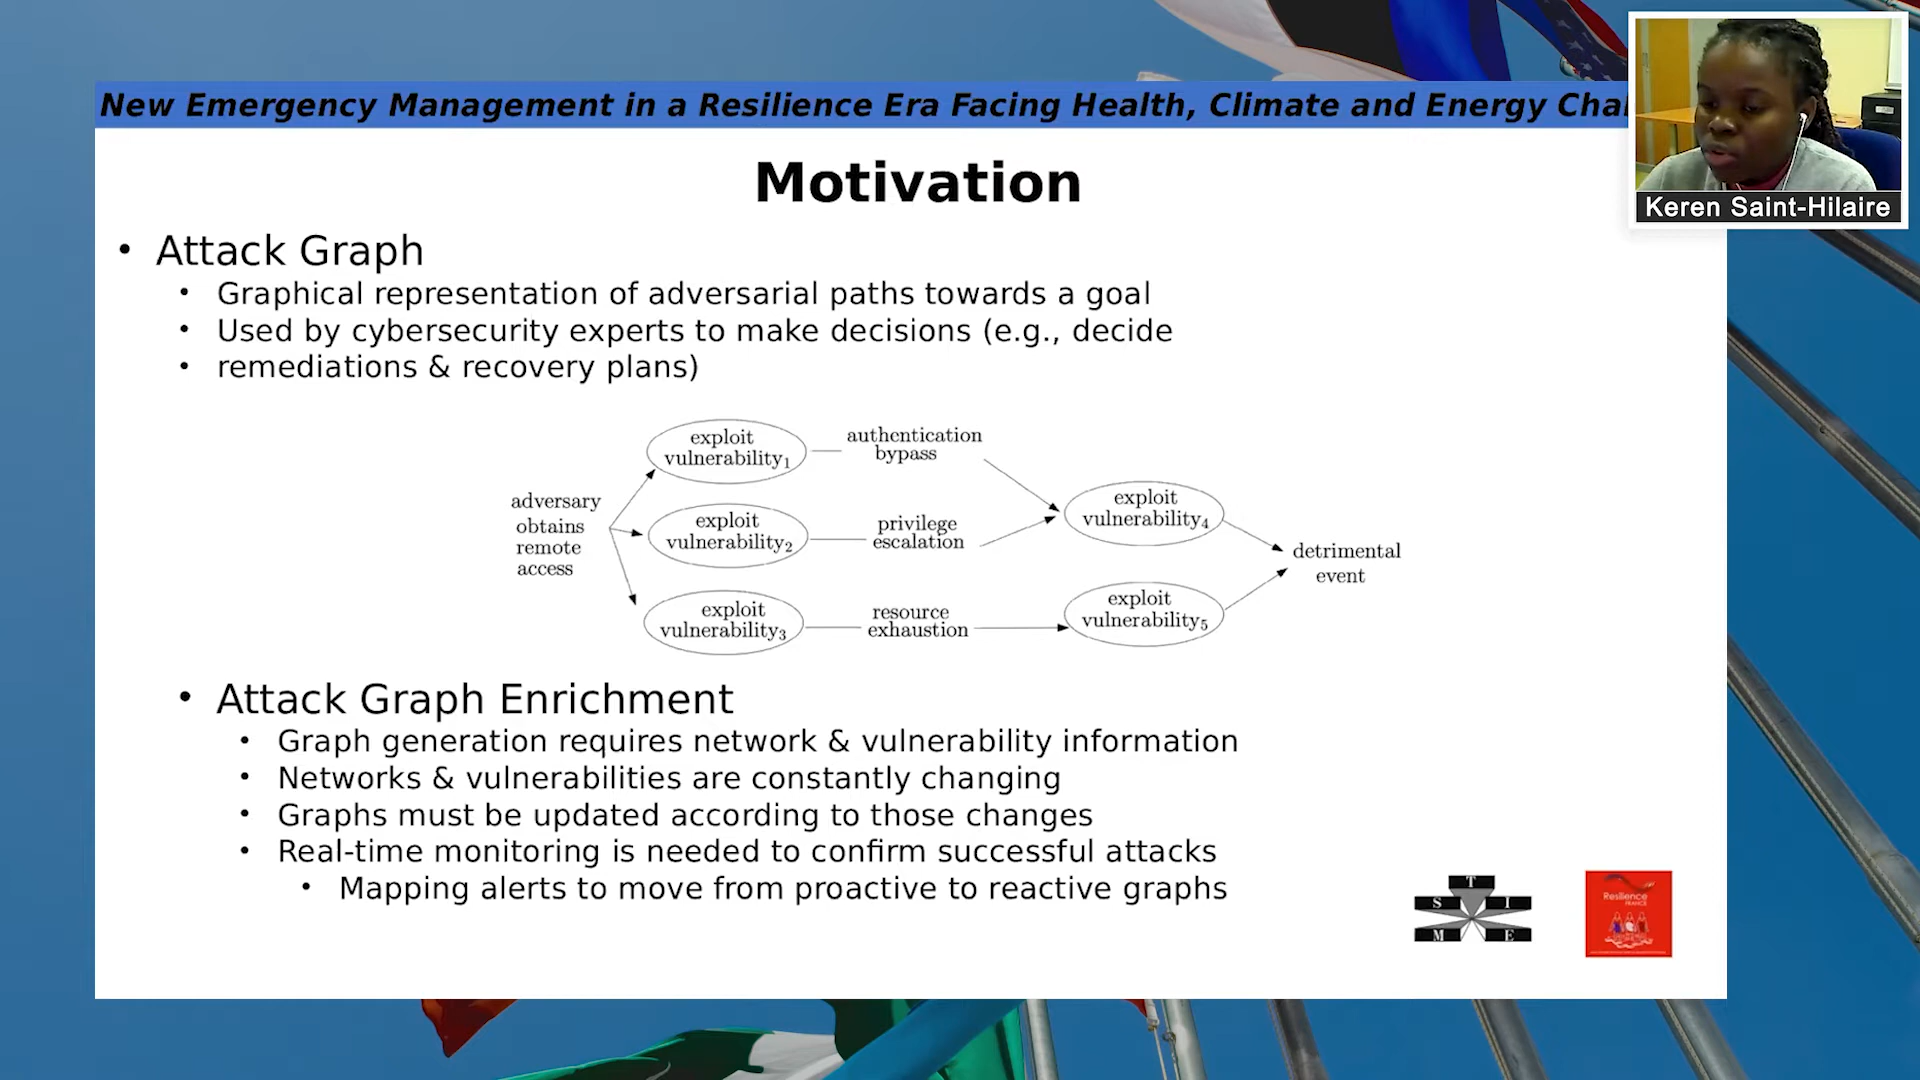 New Emergency Management in a Resilience Era Facing Health, Climate and Energy
Keren Saint-Hilaire
Motivation
• Attack Graph
• Graphical representation of adversarial paths towards a goal
• Used by cybersecurity experts to make decisions (e.g., decide
• remediations & recovery plans)
adversary
obtains
remote
access
exploit
vulnerability1
authentication
bypass
exploit
vulnerability2
privilege
escalation
exploit
vulnerability3
resource
exhaustion
exploit
vulnerability4
exploit
vulnerability5
detrimental
event
• Attack Graph Enrichment
• Graph generation requires network & vulnerability information
• Networks & vulnerabilities are constantly changing
• Graphs must be updated according to those changes
• Real-time monitoring is needed to confirm successful attacks
• Mapping alerts to move from proactive to reactive graphs
T
S I
M E
Resilience
FRANCE